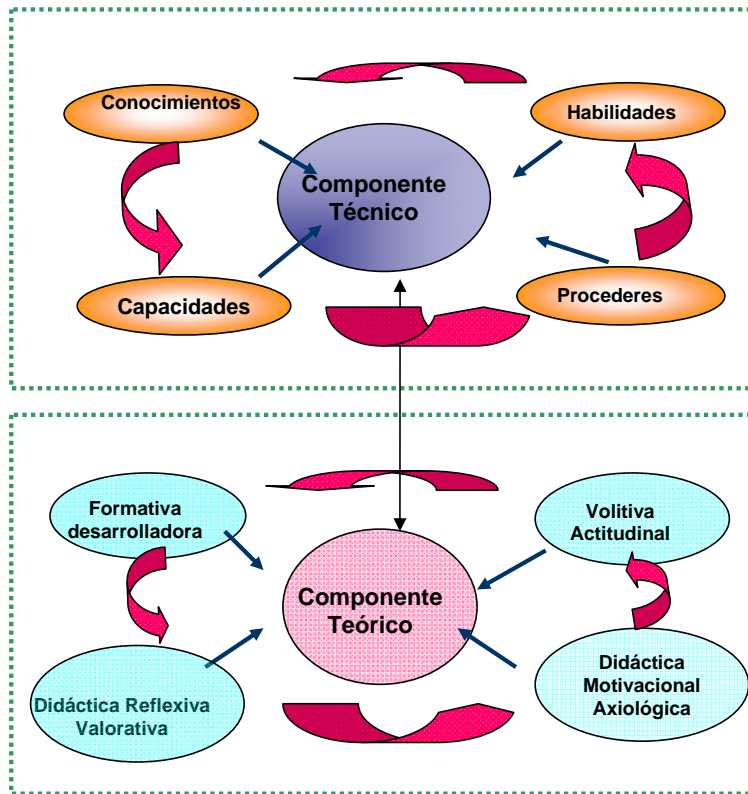 Conocimientos
Habilidades
Componente
Técnico
Capacidades
Procederes
Formativa
desarrolladora
Volitiva
Actitudinal
Componente
Teórico
Didáctica Reflexiva
Valorativa
Didáctica
Motivacional
Axiológica